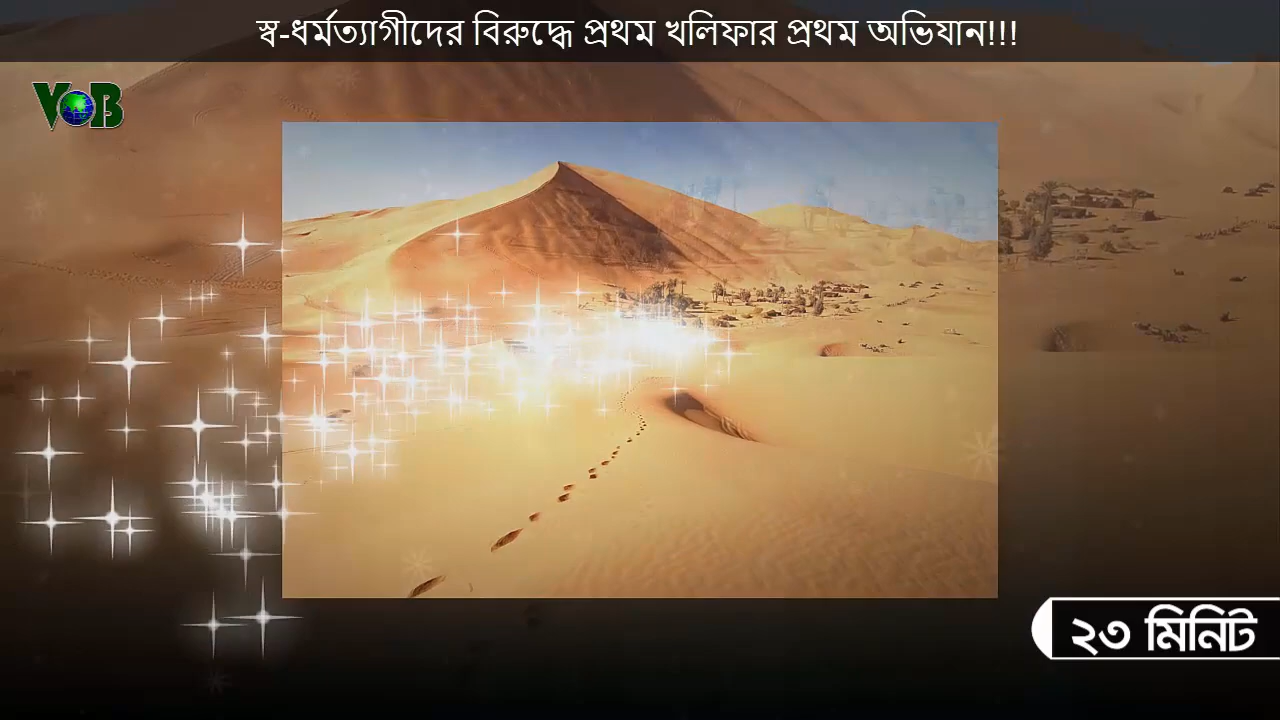 স্ব-ধর্মত্যাগীদের বিরুদ্ধে প্রথম খলিফার প্রথম অভিযান!!!
VOB
২৩ মিনিট